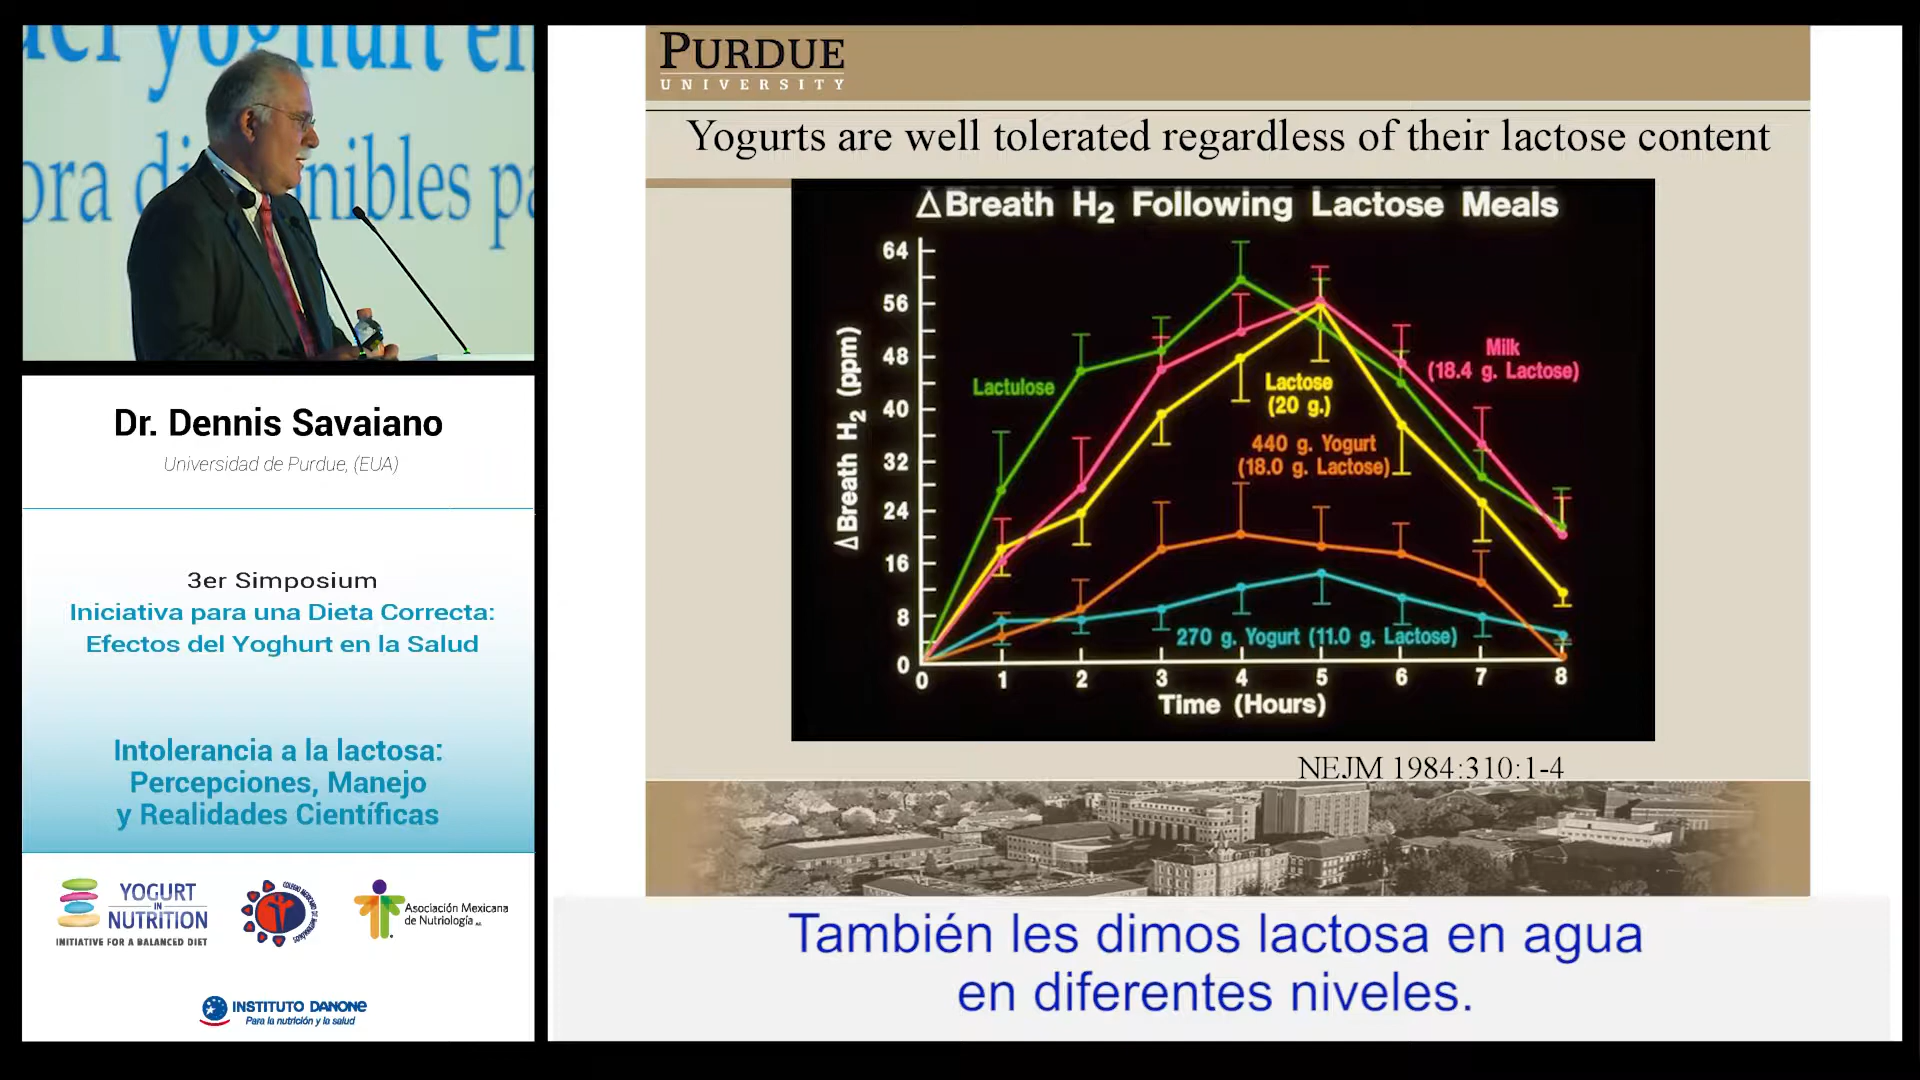 del yoghurt en
ora disponibles pa
Dr. Dennis Savaiano
Universidad de Purdue, (EUA)
3er Simposium
Iniciativa para una Dieta Correcta:
Efectos del Yoghurt en la Salud
Intolerancia a la lactosa:
Percepciones, Manejo
y Realidades Científicas
YOGURT
IN
NUTRITION
INITIATIVE FOR A BALANCED DIET
Asociación Mexicana
de Nutriología A.C.
INSTITUTO DANONE
Para la nutrición y la salud
PURDUE
UNIVERSITY
Yogurts are well tolerated regardless of their lactose content
ΔBreath H2 Following Lactose Meals
ΔBreath H2 (ppm)
64
56
48
40
32
24
16
8
0
Lactulose
Milk
(18.4 g. Lactose)
Lactose
(20 g.)
440 g. Yogurt
(18.0 g. Lactose)
270 g. Yogurt (11.0 g. Lactose)
0 1 2 3 4 5 6 7 8
Time (Hours)
NEJM 1984:310:1-4
También les dimos lactosa en agua
en diferentes niveles.